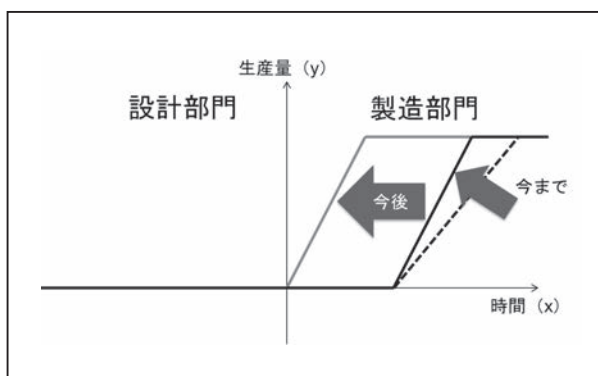 生産量（y）
設計部門
製造部門
今後
今まで
時間（x）